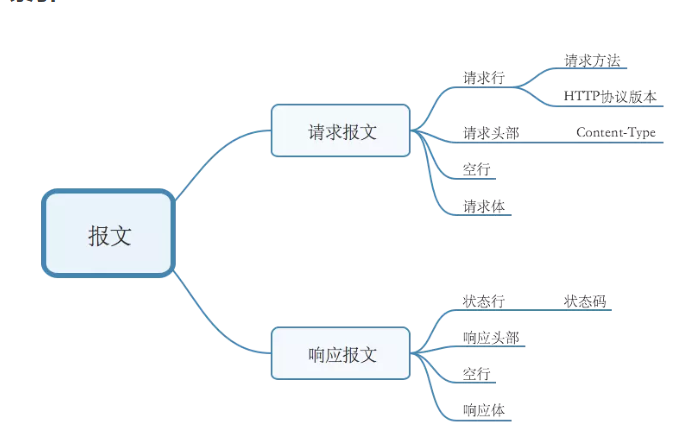 报文
请求报文
请求行
请求方法
HTTP协议版本
请求头部
Content-Type
空行
请求体
响应报文
状态行
状态码
响应头部
空行
响应体